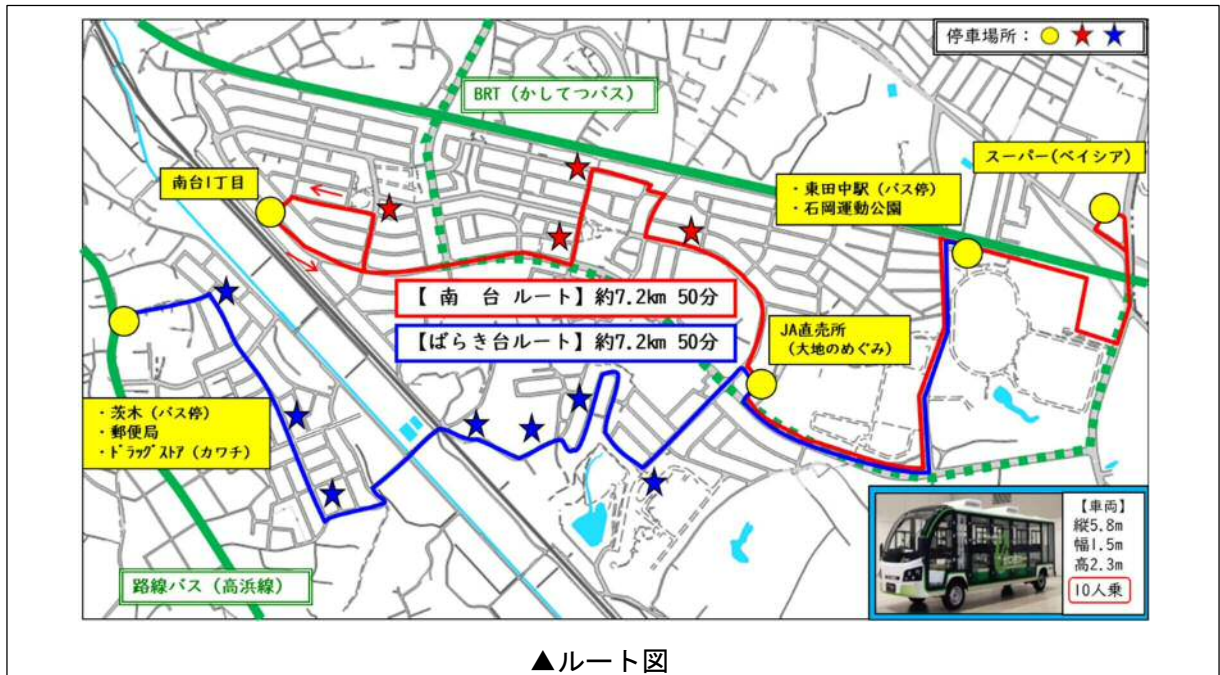 停車場所：
BRT（かしてつバス）
スーパー(ベイシア)
南台1丁目
・東田中駅（バス停）
・石岡運動公園
【 南 台 ルート】約7.2km 50分
【ばらき台ルート】約7.2km 50分
JA直売所
（大地のめぐみ）
・茨木（バス停）
・郵便局
・ドラッグストア（カワチ）
路線バス（高浜線）
【車両】
縦5.8m
幅1.5m
高2.3m
10人乗
▲ルート図